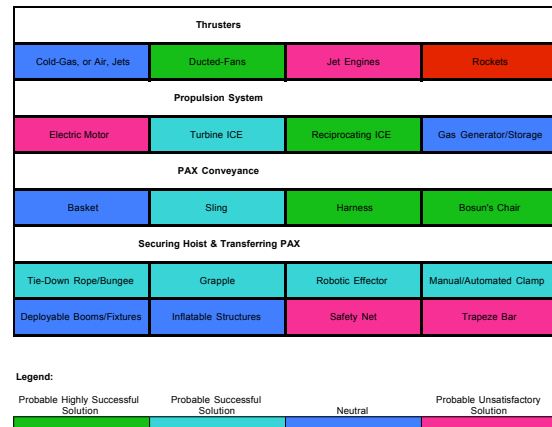 Thrusters
Cold-Gas, or Air, Jets Ducted-Fans Jet Engines Rockets
Propulsion System
Electric Motor Turbine ICE Reciprocating ICE Gas Generator/Storage
PAX Conveyance
Basket Sling Harness Bosun's Chair
Securing Hoist & Transferring PAX
Tie-Down Rope/Bungee Grapple Robotic Effector Manual/Automated Clamp
Deployable Booms/Fixtures Inflatable Structures Safety Net Trapeze Bar
Legend:
Probable Highly Successful Probable Successful Probable Unsatisfactory
Solution Solution Neutral Solution